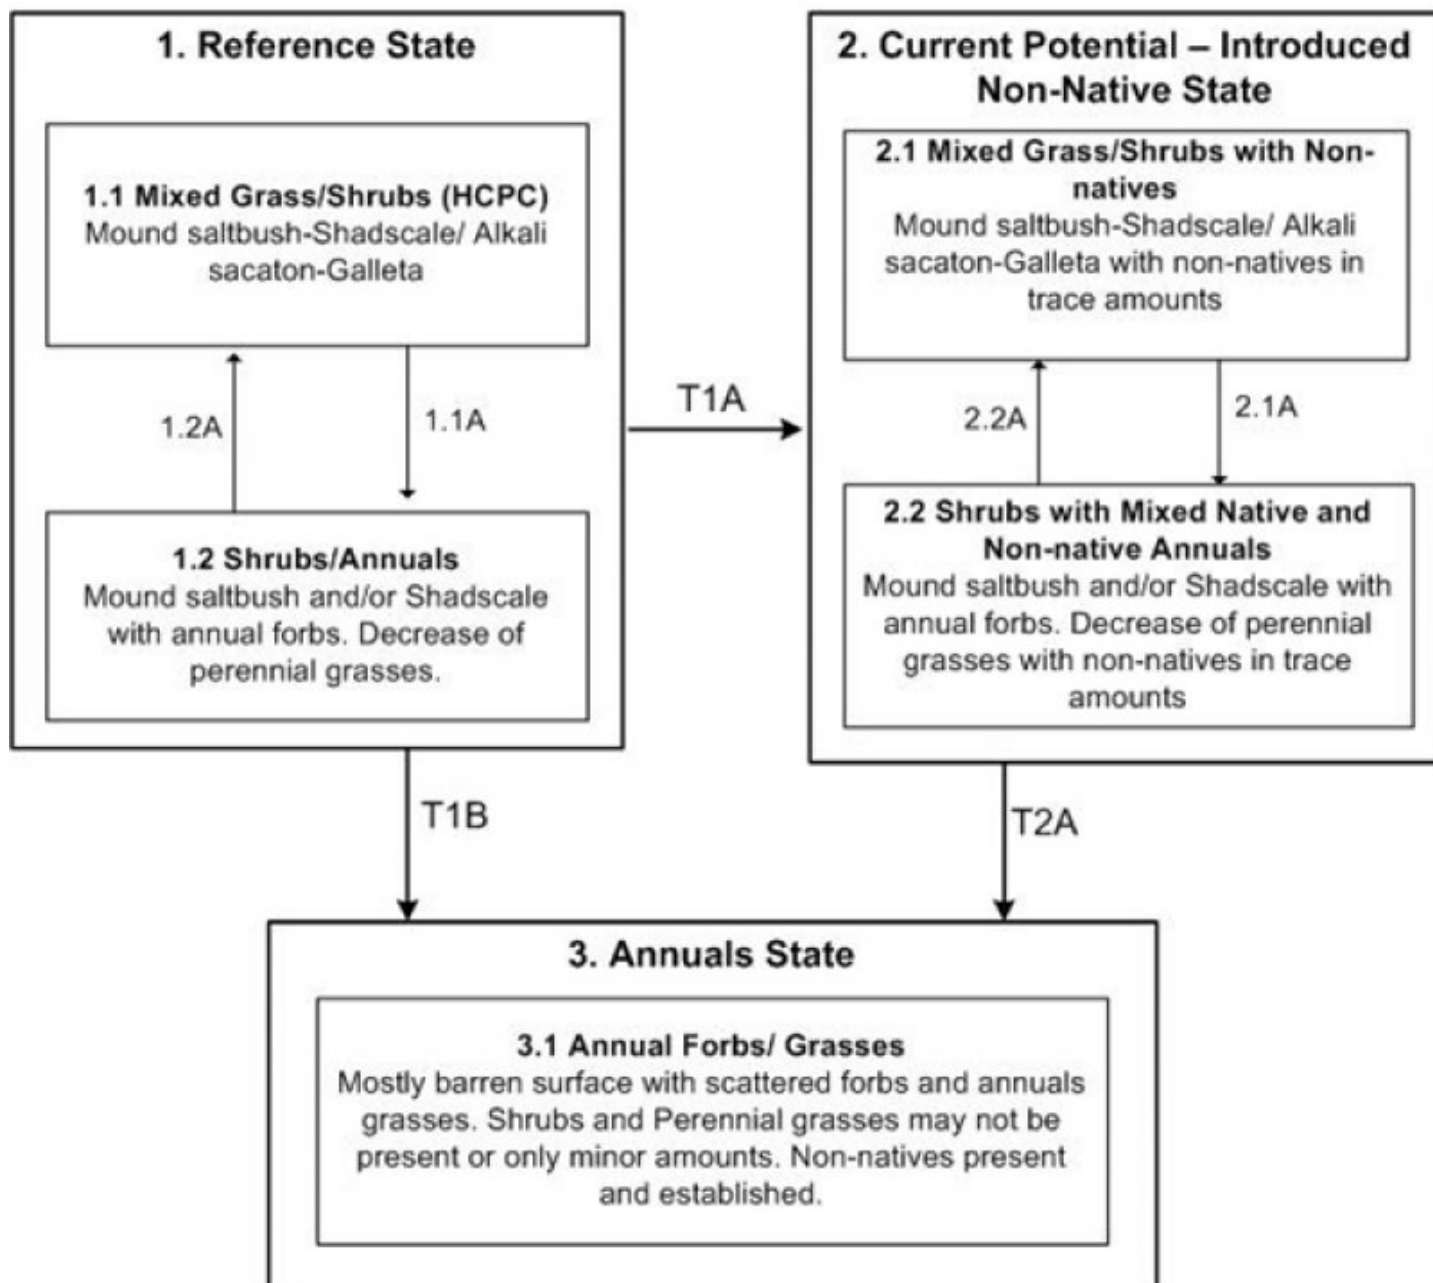 1. Reference State
1.1 Mixed Grass/Shrubs (HCPC)
Mound saltbush-Shadscale/ Alkali
sacaton-Galleta
1.2A
1.1A
1.2 Shrubs/Annuals
Mound saltbush and/or Shadscale
with annual forbs. Decrease of
perennial grasses.
T1A
2. Current Potential – Introduced
Non-Native State
2.1 Mixed Grass/Shrubs with Non-
natives
Mound saltbush-Shadscale/ Alkali
sacaton-Galleta with non-natives in
trace amounts
2.2A
2.1A
2.2 Shrubs with Mixed Native and
Non-native Annuals
Mound saltbush and/or Shadscale with
annual forbs. Decrease of perennial
grasses with non-natives in trace
amounts
T1B
T2A
3. Annuals State
3.1 Annual Forbs/ Grasses
Mostly barren surface with scattered forbs and annuals
grasses. Shrubs and Perennial grasses may not be
present or only minor amounts. Non-natives present
and established.